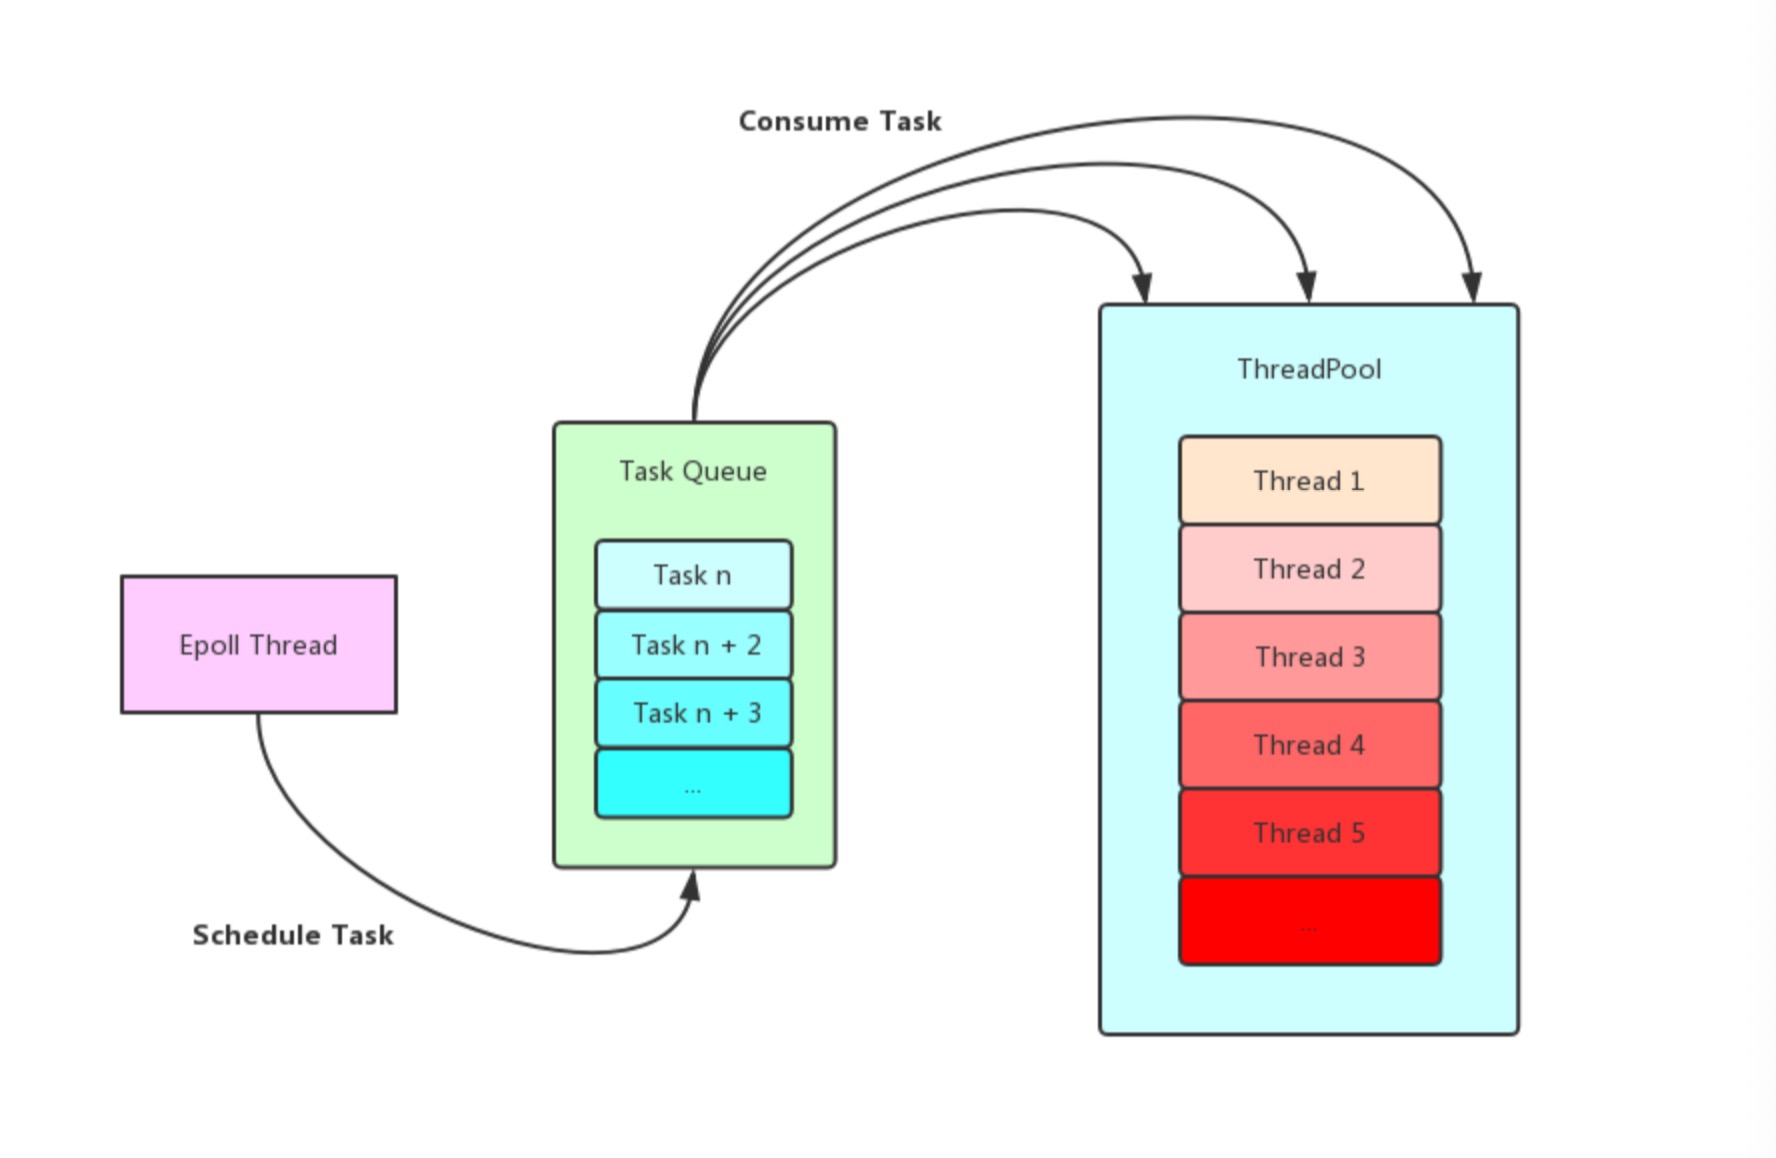 Consume Task
ThreadPool
Thread 1
Thread 2
Thread 3
Thread 4
Thread 5
...
Task Queue
Task n
Task n + 2
Task n + 3
...
Epoll Thread
Schedule Task